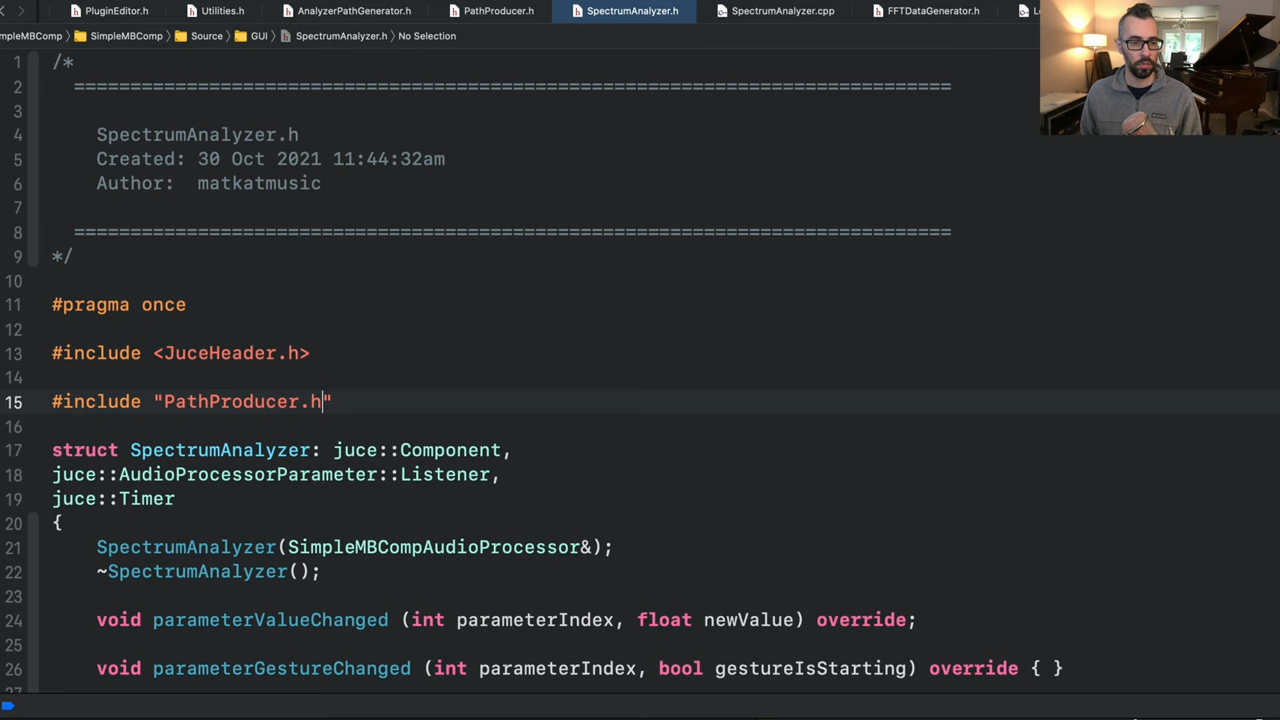 PluginEditor.h Utilities.h AnalyzerPathGenerator.h PathProducer.h SpectrumAnalyzer.h SpectrumAnalyzer.cpp FFTDataGenerator.h
SimpleMBComp Source GUI SpectrumAnalyzer.h No Selection
1 /*
2 ==============================================================================
3
4 SpectrumAnalyzer.h
5 Created: 30 Oct 2021 11:44:32am
6 Author: matkatmusic
7
8 ==============================================================================
9 */
10
11 #pragma once
12
13 #include <JuceHeader.h>
14
15 #include "PathProducer.h"
16
17 struct SpectrumAnalyzer: juce::Component,
18 juce::AudioProcessorParameter::Listener,
19 juce::Timer
20 {
21 SpectrumAnalyzer(SimpleMBCompAudioProcessor&);
22 ~SpectrumAnalyzer();
23
24 void parameterValueChanged (int parameterIndex, float newValue) override;
25
26 void parameterGestureChanged (int parameterIndex, bool gestureIsStarting) override { }
27